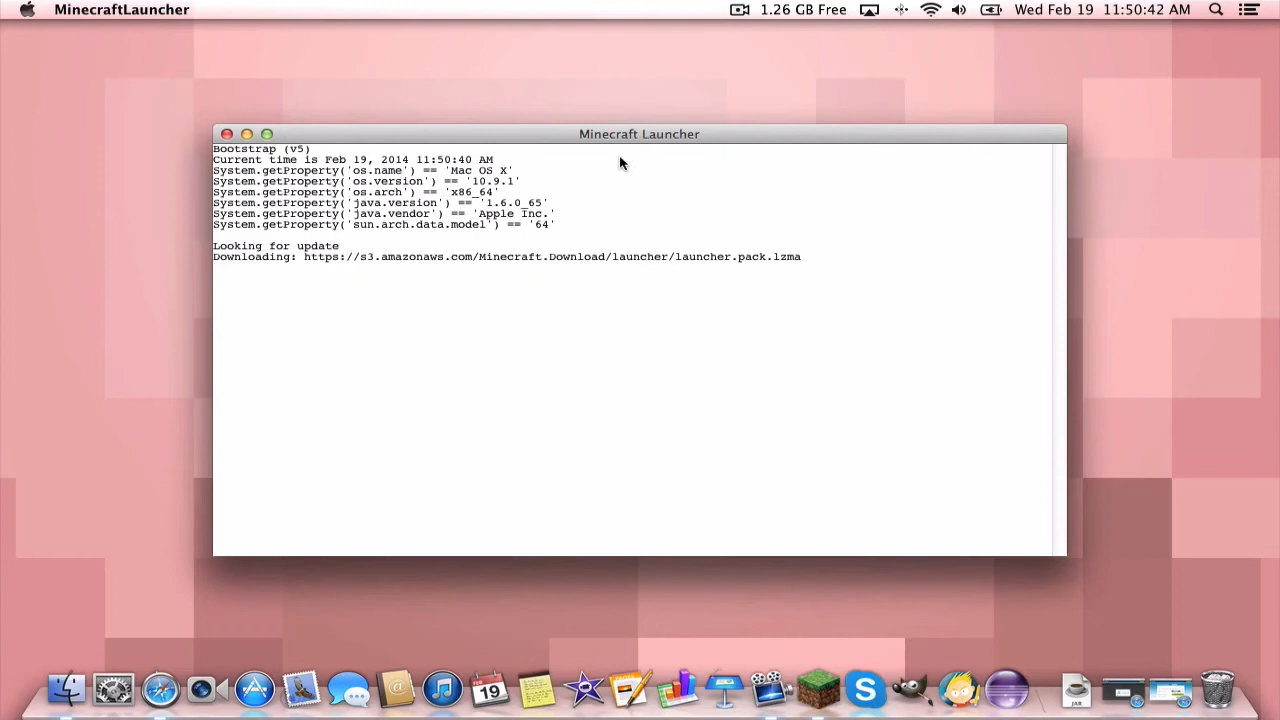 MinecraftLauncher
1.26 GB Free
Wed Feb 19 11:50:42 AM
Minecraft Launcher
Bootstrap (v5)
Current time is Feb 19, 2014 11:50:40 AM
System.getProperty('os.name') == 'Mac OS X'
System.getProperty('os.version') == '10.9.1'
System.getProperty('os.arch') == 'x86_64'
System.getProperty('java.version') == '1.6.0_65'
System.getProperty('java.vendor') == 'Apple Inc.'
System.getProperty('sun.arch.data.model') == '64'
Looking for update
Downloading: https://s3.amazonaws.com/Minecraft.Download/launcher/launcher.pack.lzma
FEB
19
JAR